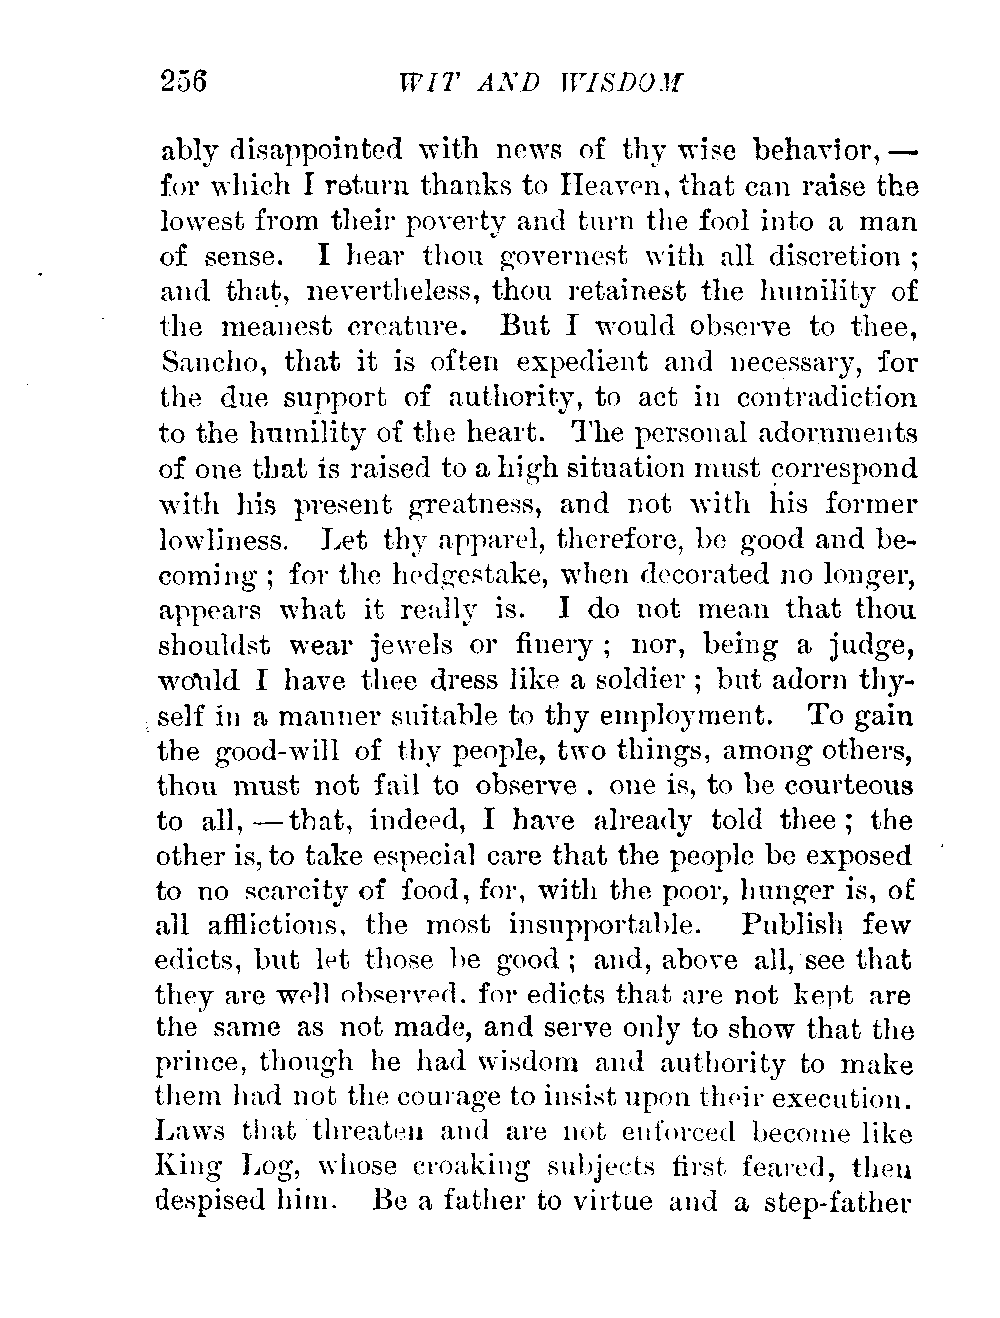 256 WIT AND WISDOM
ably disappointed with news of thy wise behavior, —
for which I return thanks to Heaven, that can raise the
lowest from their poverty and turn the fool into a man
of sense. I hear thou governest with all discretion ;
and that, nevertheless, thou retainest the humility of
the meanest creature. But I would observe to thee,
Sancho, that it is often expedient and necessary, for
the due support of authority, to act in contradiction
to the humility of the heart. The personal adornments
of one that is raised to a high situation must correspond
with his present greatness, and not with his former
lowliness. Let thy apparel, therefore, be good and be-
coming ; for the hedgestake, when decorated no longer,
appears what it really is. I do not mean that thou
shouldst wear jewels or finery ; nor, being a judge,
would I have thee dress like a soldier ; but adorn thy-
self in a manner suitable to thy employment. To gain
the good-will of thy people, two things, among others,
thou must not fail to observe . one is, to be courteous
to all, — that, indeed, I have already told thee ; the
other is, to take especial care that the people be exposed
to no scarcity of food, for, with the poor, hunger is, of
all afflictions, the most insupportable. Publish few
edicts, but let those be good ; and, above all, see that
they are well observed. for edicts that are not kept are
the same as not made, and serve only to show that the
prince, though he had wisdom and authority to make
them had not the courage to insist upon their execution.
Laws that threaten and are not enforced become like
King Log, whose croaking subjects first feared, then
despised him. Be a father to virtue and a step-father